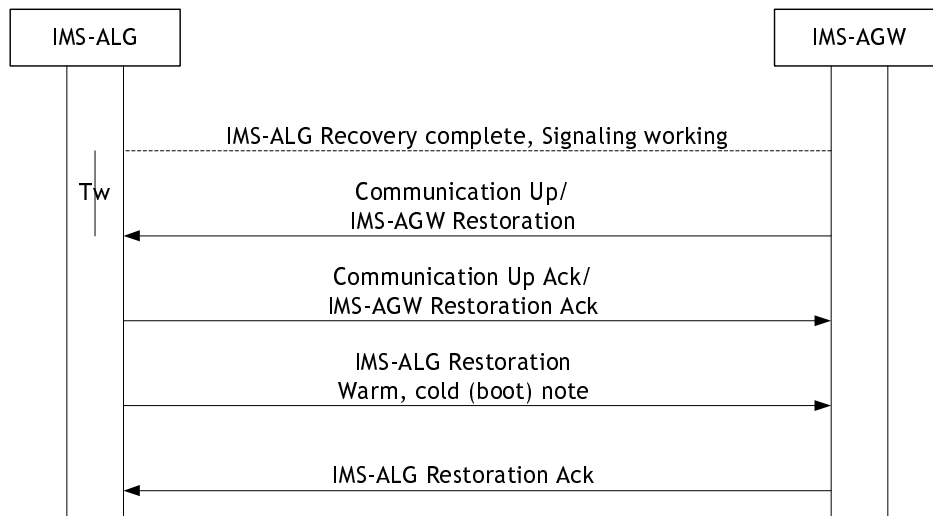 IMS-ALG
IMS-AGW
IMS-ALG Recovery complete, Signaling working
Tw
Communication Up/
IMS-AGW Restoration
Communication Up Ack/
IMS-AGW Restoration Ack
IMS-ALG Restoration
Warm, cold (boot) note
IMS-ALG Restoration Ack